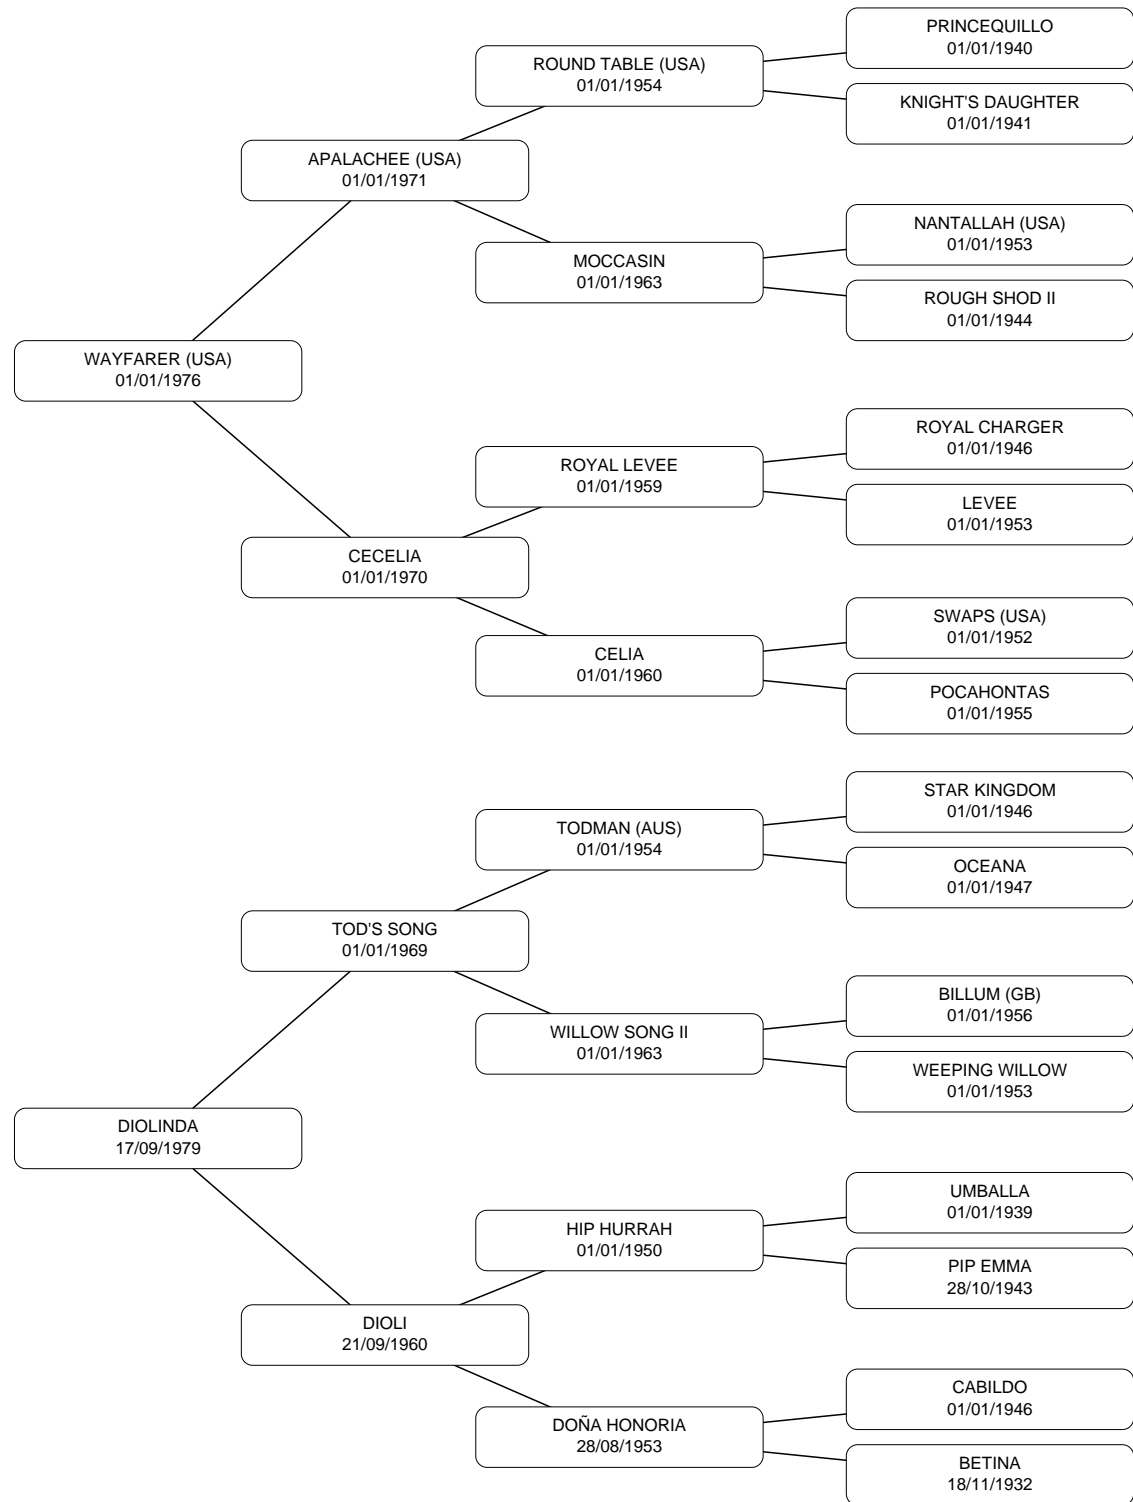 PRINCEQUILLO
01/01/1940
ROUND TABLE (USA)
01/01/1954
KNIGHT'S DAUGHTER
01/01/1941
APALACHEE (USA)
01/01/1971
NANTALLAH (USA)
01/01/1953
MOCCASIN
01/01/1963
ROUGH SHOD II
01/01/1944
WAYFARER (USA)
01/01/1976
ROYAL CHARGER
01/01/1946
ROYAL LEVEE
01/01/1959
LEVEE
01/01/1953
CECELIA
01/01/1970
SWAPS (USA)
01/01/1952
CELIA
01/01/1960
POCAHONTAS
01/01/1955
STAR KINGDOM
01/01/1946
TODMAN (AUS)
01/01/1954
OCEANA
01/01/1947
TOD'S SONG
01/01/1969
BILLUM (GB)
01/01/1956
WILLOW SONG II
01/01/1963
WEEPING WILLOW
01/01/1953
DIOLINDA
17/09/1979
UMBALLA
01/01/1939
HIP HURRAH
01/01/1950
PIP EMMA
28/10/1943
DIOLI
21/09/1960
CABILDO
01/01/1946
DOÑA HONORIA
28/08/1953
BETINA
18/11/1932